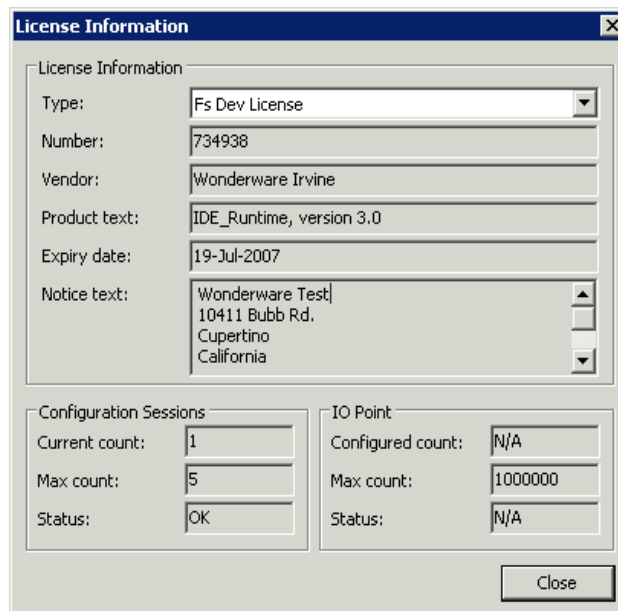 License Information
License Information
Type: Fs Dev License
Number: 734938
Vendor: Wonderware Irvine
Product text: IDE_Runtime, version 3.0
Expiry date: 19-Jul-2007
Notice text: Wonderware Test
10411 Bubb Rd.
Cupertino
California
Configuration Sessions
Current count: 1
Max count: 5
Status: OK
IO Point
Configured count: N/A
Max count: 1000000
Status: N/A
Close